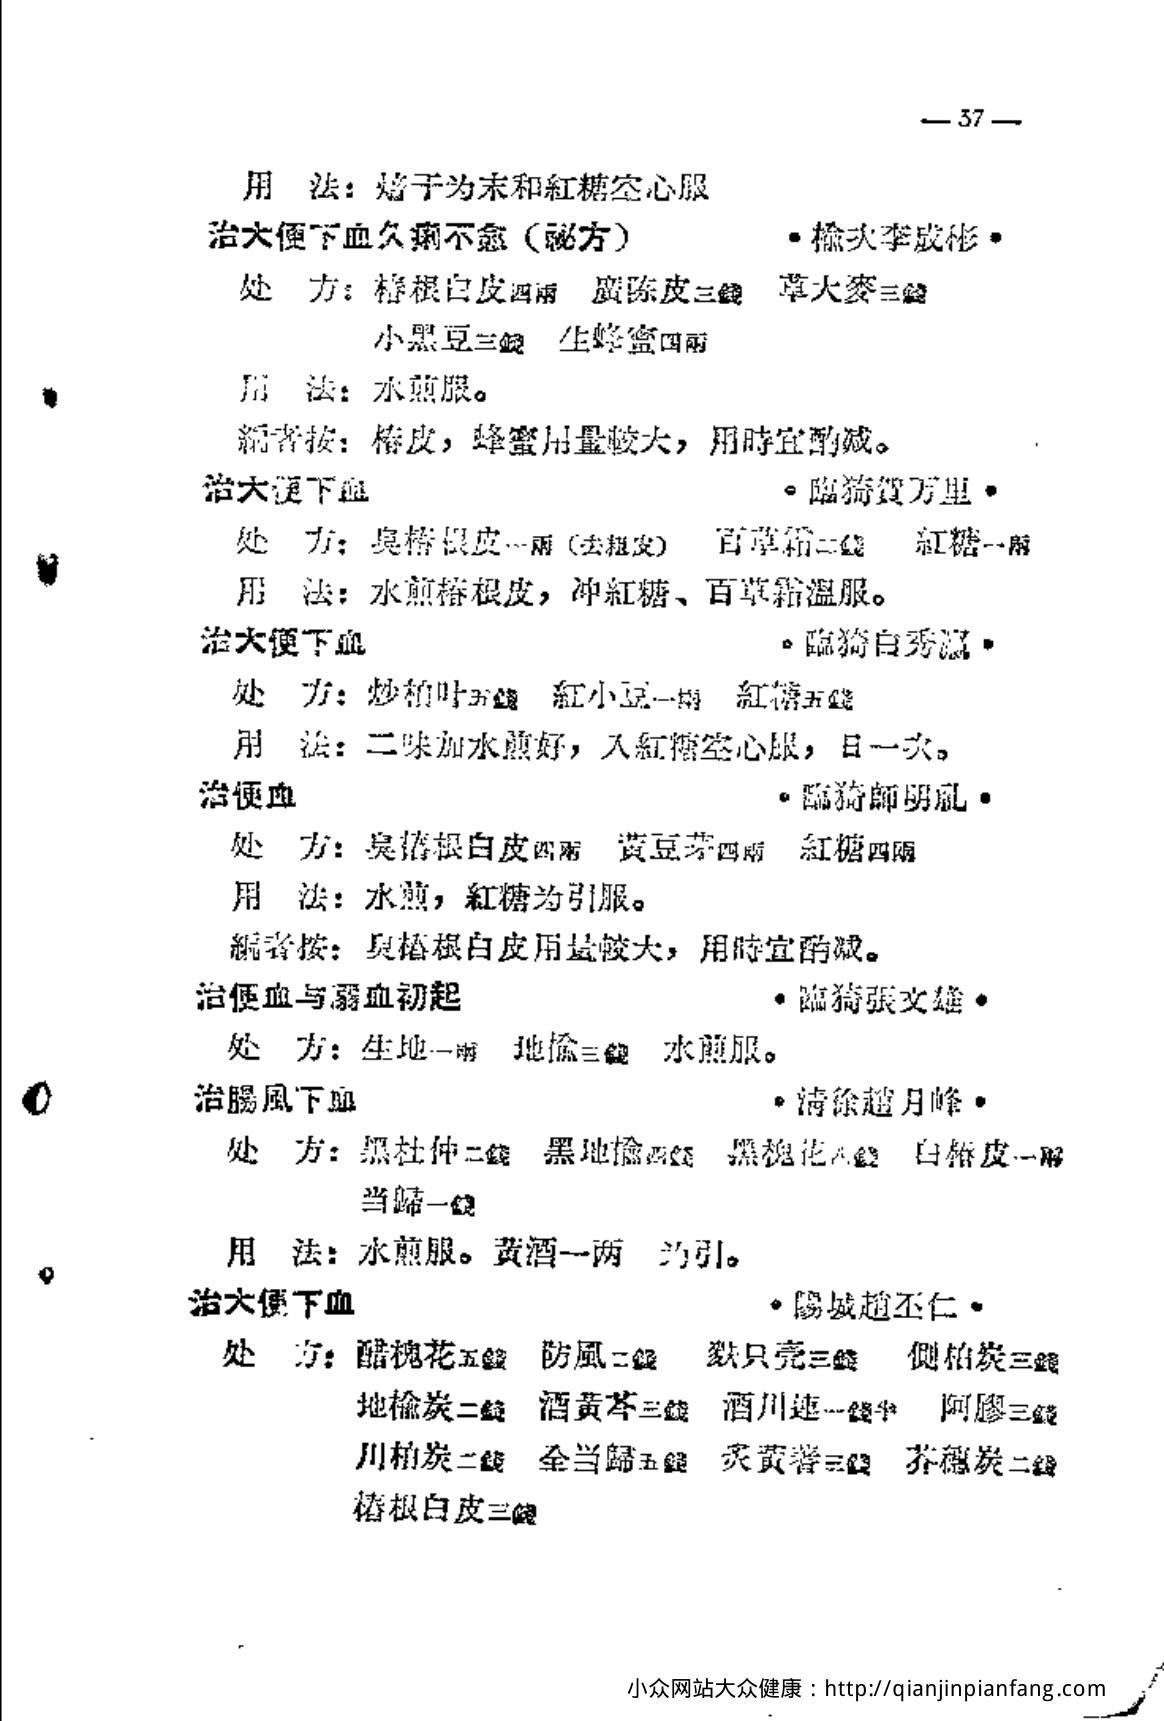 — 37 —
用　法：焙干为末和紅糖空心服
治大便下血久痢不愈（祕方）　•榆次李成彬•
处　方：椿根白皮四兩　廣陈皮三錢　草大麥三錢
小黑豆三錢　生蜂蜜四兩
用　法：水煎服。
編者按：椿皮，蜂蜜用量較大，用時宜酌减。
治大便下血　•臨猗賀万里•
处　方：臭椿根皮一兩（去粗皮）　百草霜二錢　紅糖一兩
用　法：水煎椿根皮，冲紅糖、百草霜溫服。
治大便下血　•臨猗白秀瀛•
处　方：炒柏叶五錢　紅小豆一兩　紅糖五錢
用　法：二味加水煎好，入紅糖空心服，日一次。
治便血　•臨猗師明胤•
处　方：臭椿根白皮四兩　黃豆芽四兩　紅糖四兩
用　法：水煎，紅糖为引服。
編者按：臭椿根白皮用量較大，用時宜酌减。
治便血与溺血初起　•臨猗張文雄•
处　方：生地一兩　地榆三錢　水煎服。
治腸風下血　•清徐趙月峰•
处　方：黑杜仲二錢　黑地榆四錢　黑槐花八錢　白椿皮一兩
当歸一錢
用　法：水煎服。黃酒一两　为引。
治大便下血　•陽城趙丕仁•
处　方：醋槐花五錢　防風二錢　麸只壳三錢　側柏炭三錢
地榆炭二錢　酒黃芩三錢　酒川連一錢半　阿膠三錢
川柏炭二錢　全当歸五錢　炙黃蓍三錢　芥穗炭二錢
椿根白皮三錢
小众网站大众健康：http://qianjinpianfang.com